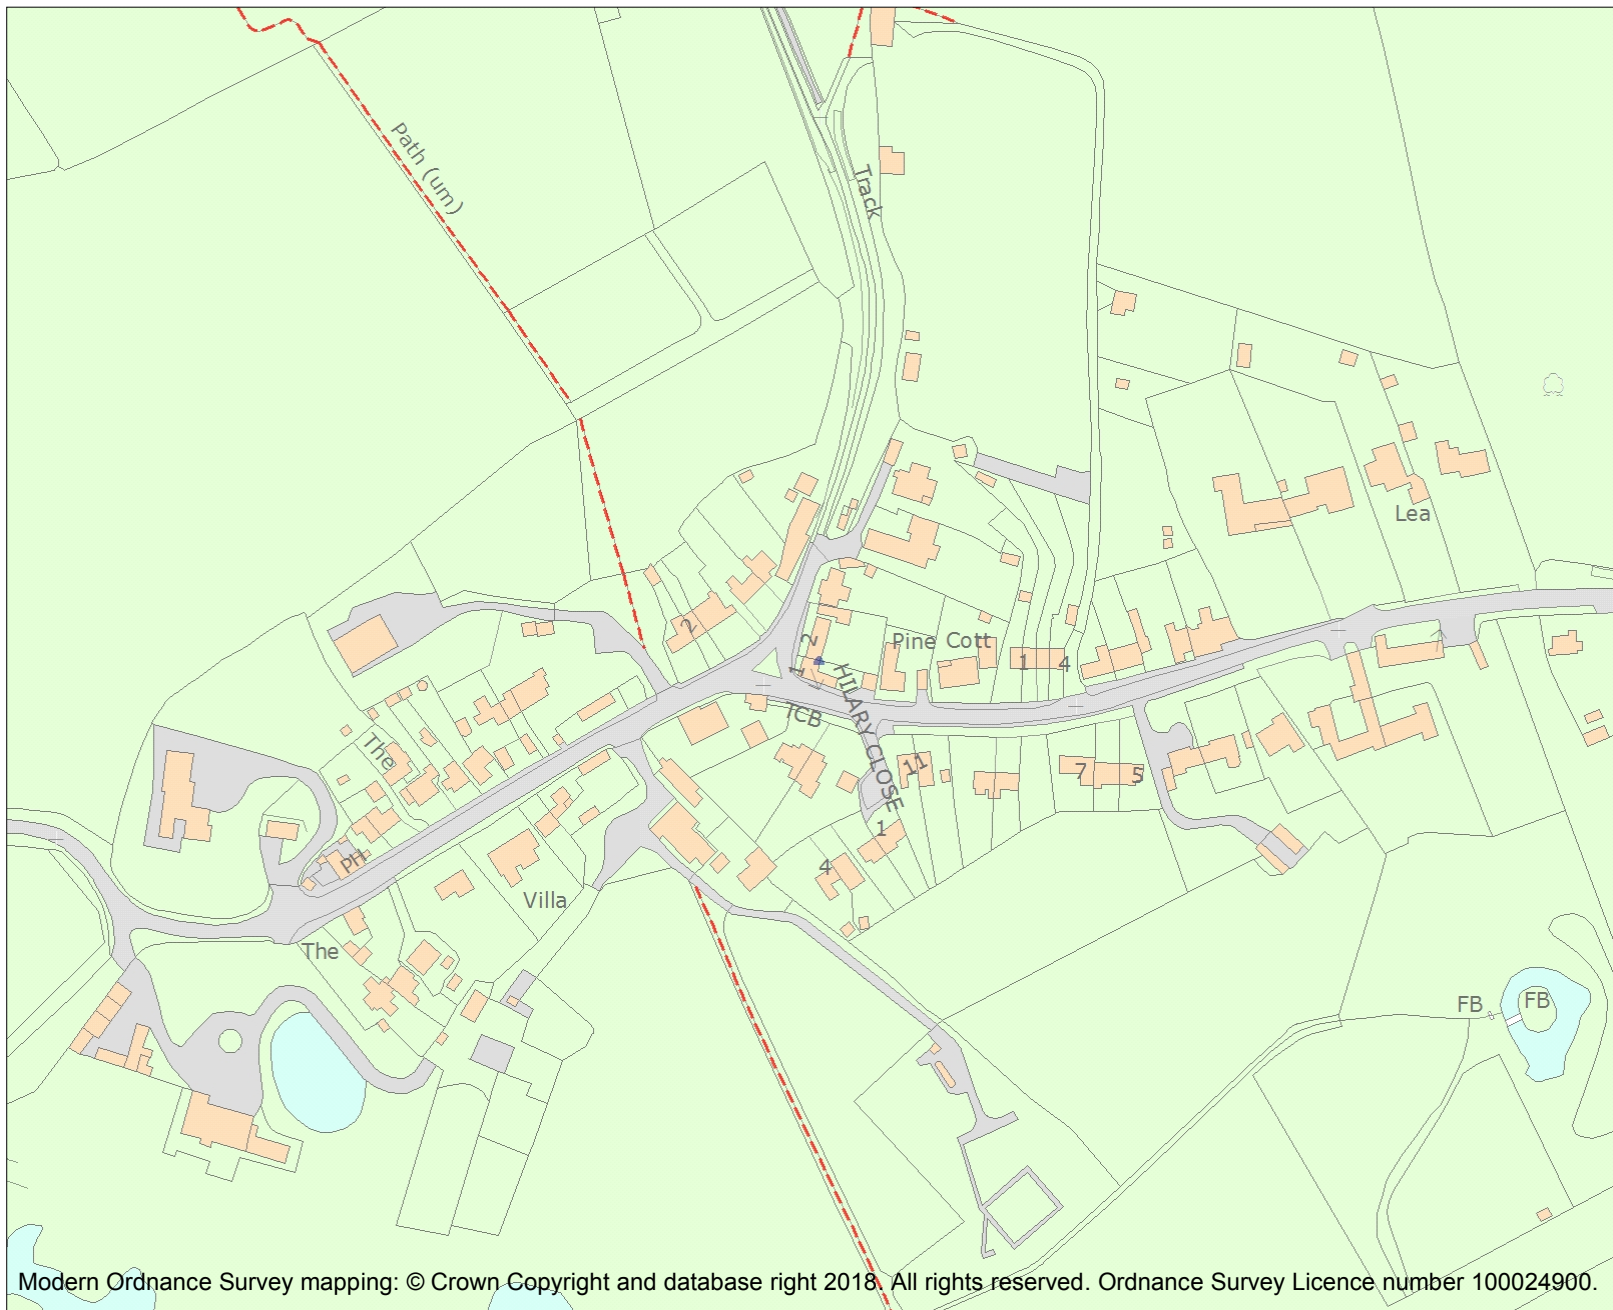 Path (um)
Track
Lea
2
2
1
Pine Cott
1
4
HILARY CLOSE
TCB
The
11
7
5
1
4
PH
Villa
The
FB
FB
Modern Ordnance Survey mapping: © Crown Copyright and database right 2018. All rights reserved. Ordnance Survey Licence number 100024900.